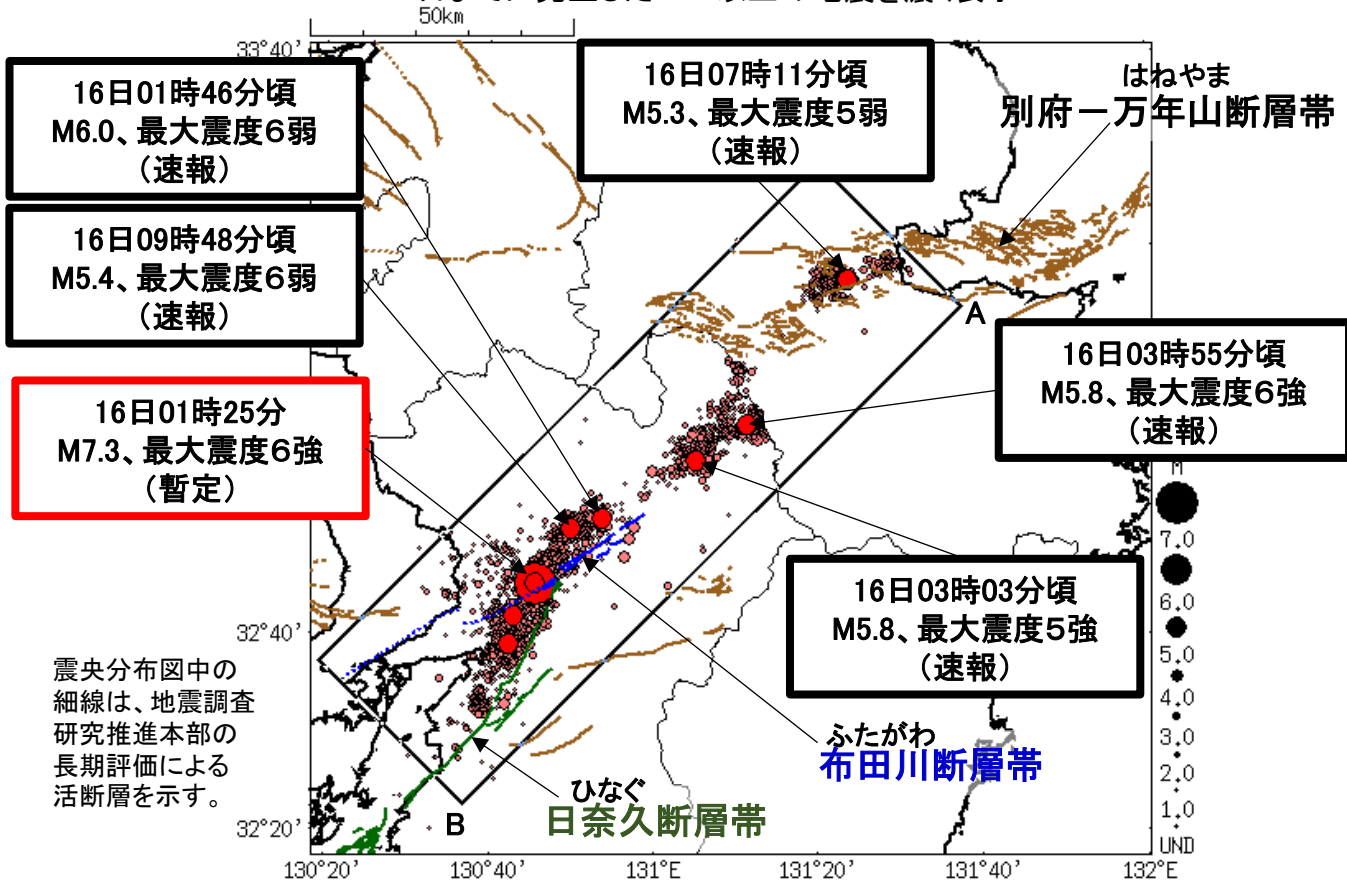 50km
33°40'
16日01時46分頃
M6.0、最大震度6弱
(速報)
16日07時11分頃
M5.3、最大震度5弱
(速報)
はねやま
別府－万年山断層帯
16日09時48分頃
M5.4、最大震度6弱
(速報)
A
16日03時55分頃
M5.8、最大震度6強
(速報)
16日01時25分
M7.3、最大震度6強
(暫定)
M
7.0
6.0
5.0
4.0
3.0
2.0
1.0
UND
16日03時03分頃
M5.8、最大震度5強
(速報)
32°40'
震央分布図中の
細線は、地震調査
研究推進本部の
長期評価による
活断層を示す。
ふたがわ
布田川断層帯
ひなぐ
日奈久断層帯
B
32°20'
130°20'
130°40'
131°E
131°20'
131°40'
132°E